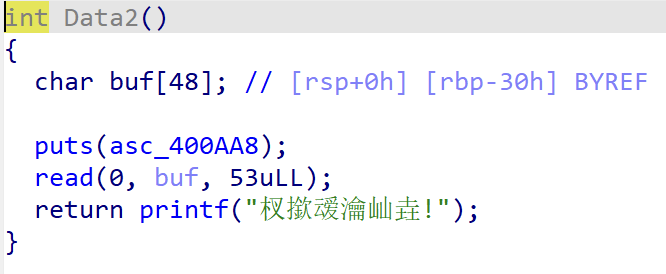 int Data2()
{
char buf[48]; // [rsp+0h] [rbp-30h] BYREF
puts(asc_400AA8);
read(0, buf, 53uLL);
return printf("杈撳叆瀹屾垚!");
}